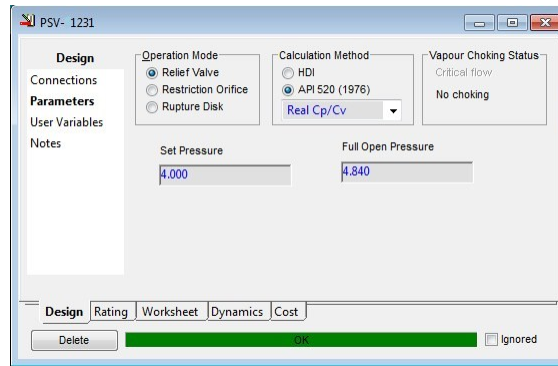 PSV- 1231
Design
Connections
Parameters
User Variables
Notes
Operation Mode
Relief Valve
Restriction Orifice
Rupture Disk
Calculation Method
HDI
API 520 (1976)
Real Cp/Cv
Vapour Choking Status
Critical flow
No choking
Set Pressure
4.000
Full Open Pressure
4.840
Design Rating Worksheet Dynamics Cost
Delete OK Ignored